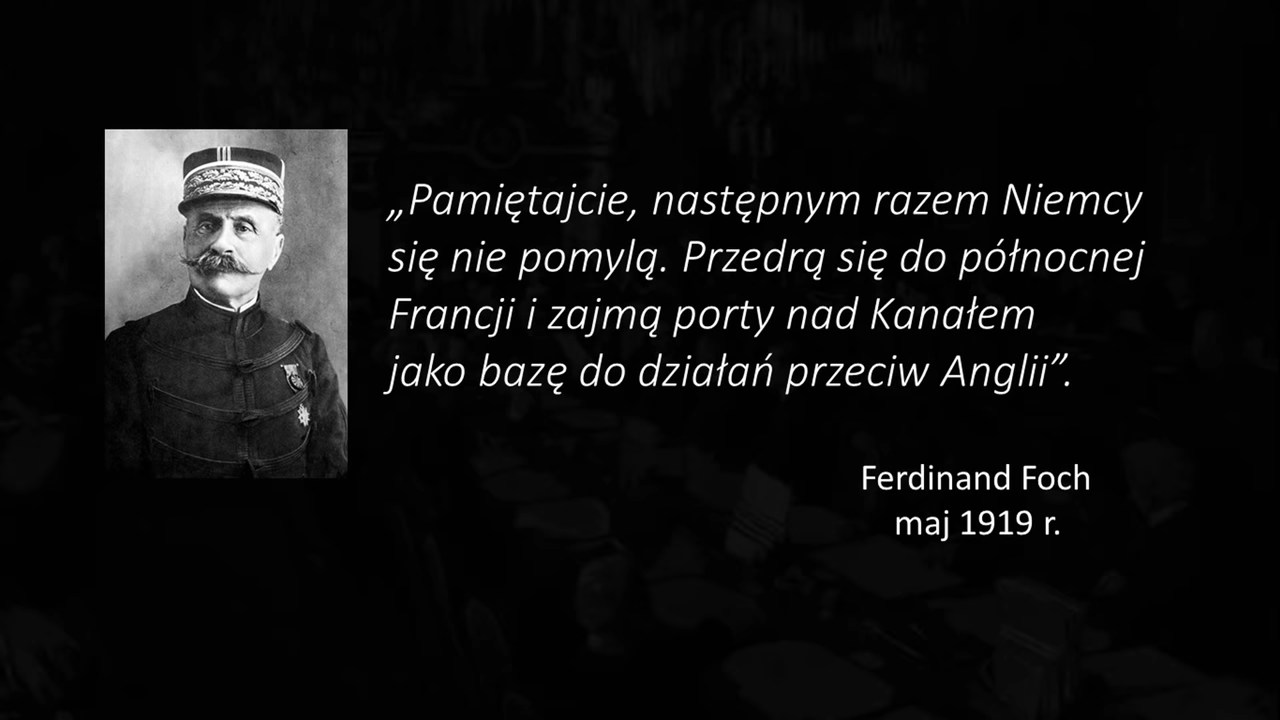 „Pamiętajcie, następnym razem Niemcy
się nie pomylą. Przedrą się do północnej
Francji i zajmą porty nad Kanałem
jako bazę do działań przeciw Anglii”.
Ferdinand Foch
maj 1919 r.